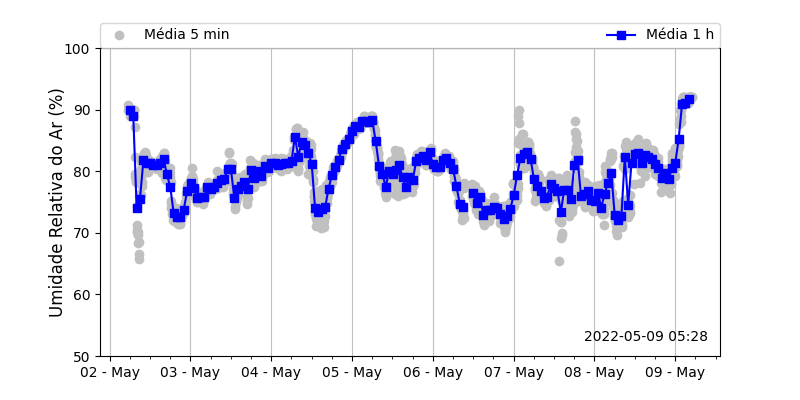 Média 5 min
Média 1 h
Umidade Relativa do Ar (%)
100
90
80
70
60
50
2022-05-09 05:28
02 - May
03 - May
04 - May
05 - May
06 - May
07 - May
08 - May
09 - May